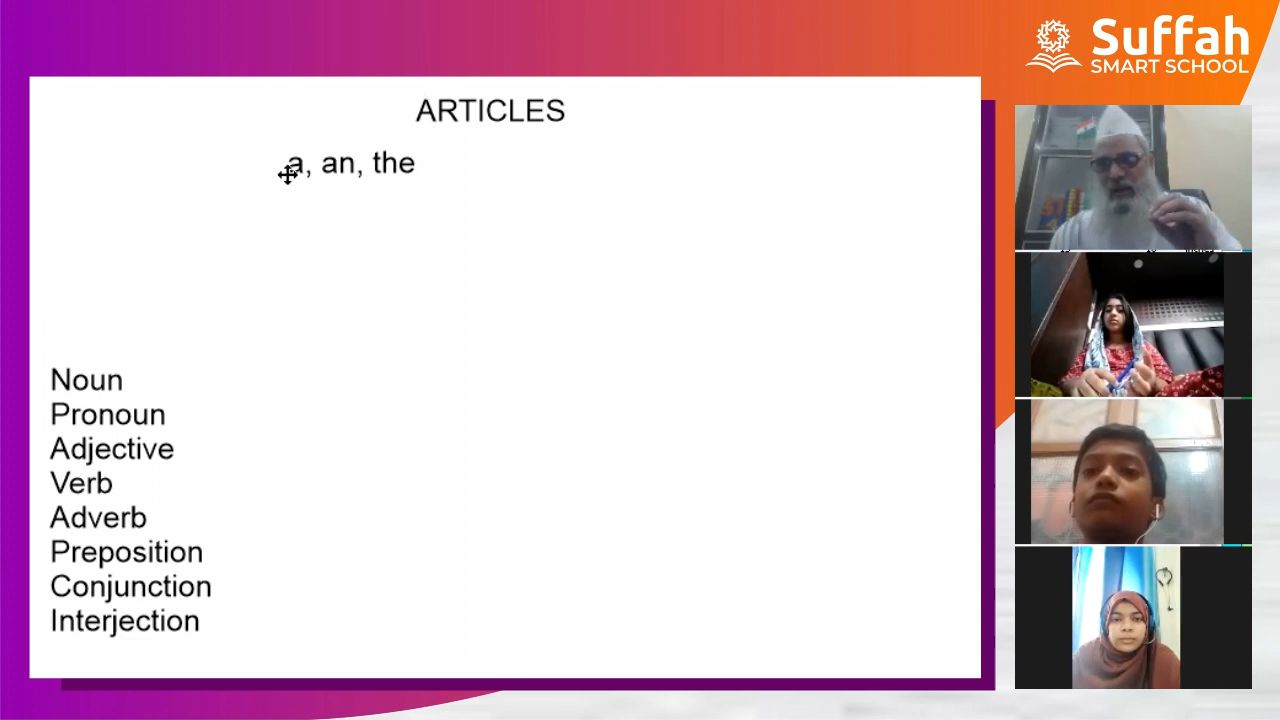 Suffah
SMART SCHOOL
ARTICLES
a, an, the
Noun
Pronoun
Adjective
Verb
Adverb
Preposition
Conjunction
Interjection